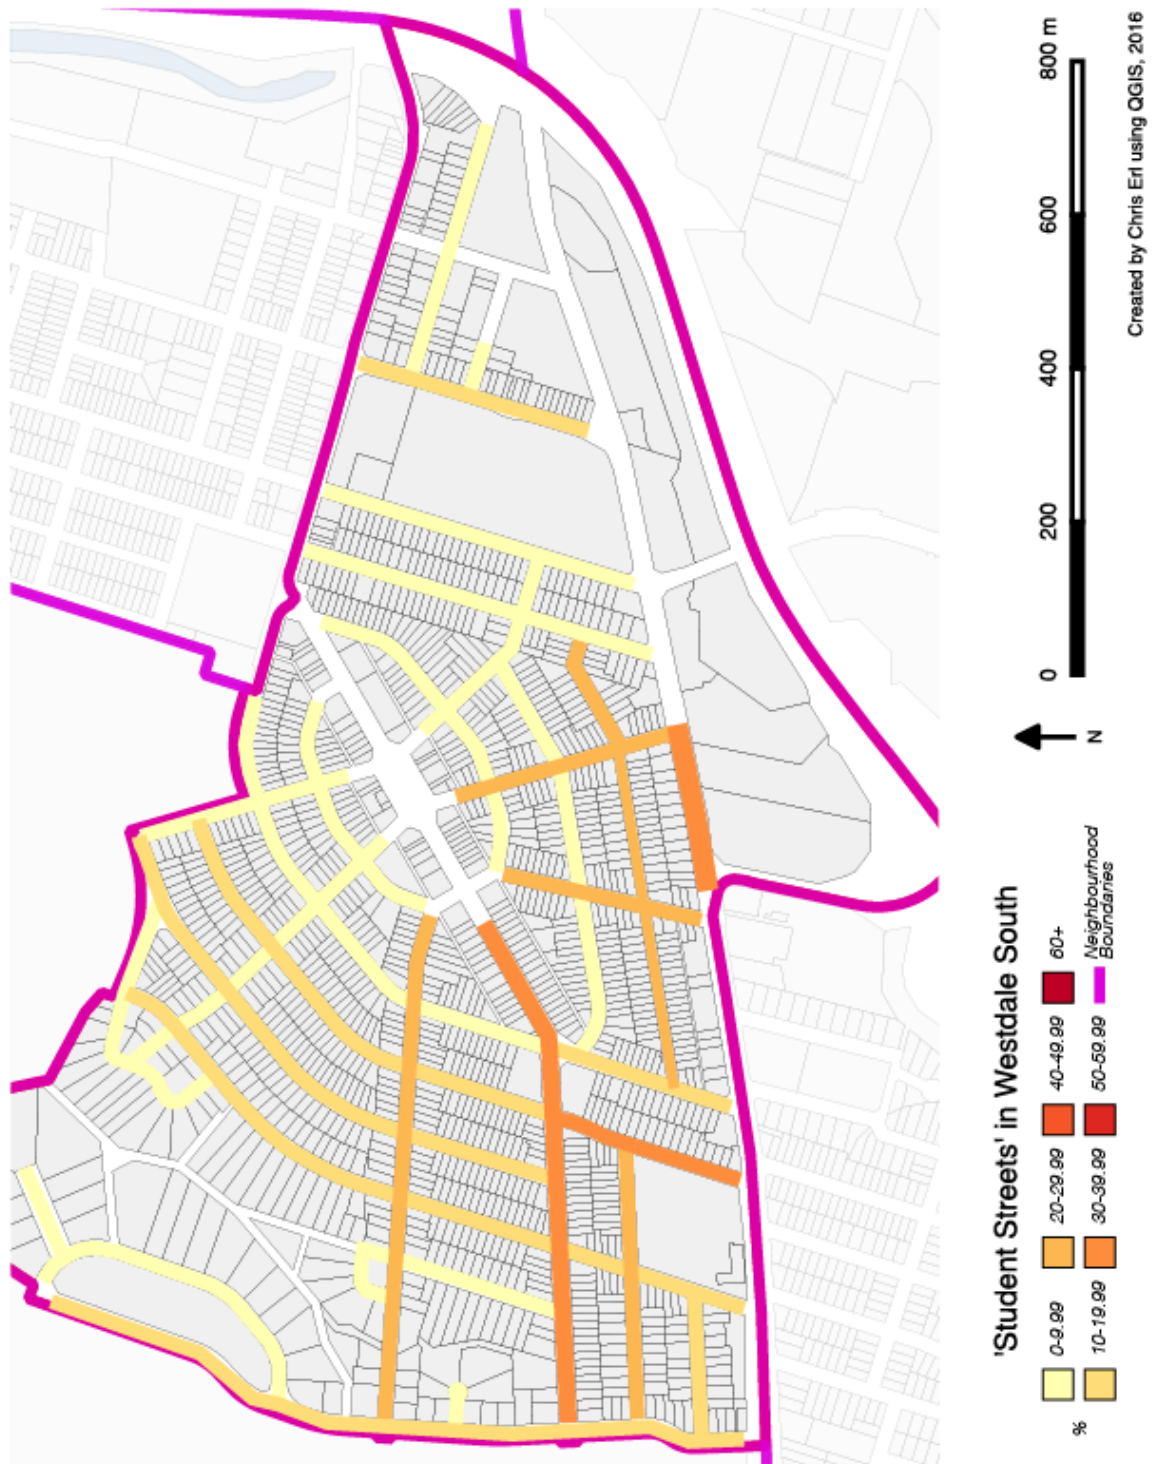 'Student Streets' in Westdale South
% 0-9.99 20-29.99 40-49.99 60+
10-19.99 30-39.99 50-59.99 Neighbourhood
Boundaries
N
0 200 400 600 800 m
Created by Chris Erl using QGIS, 2016